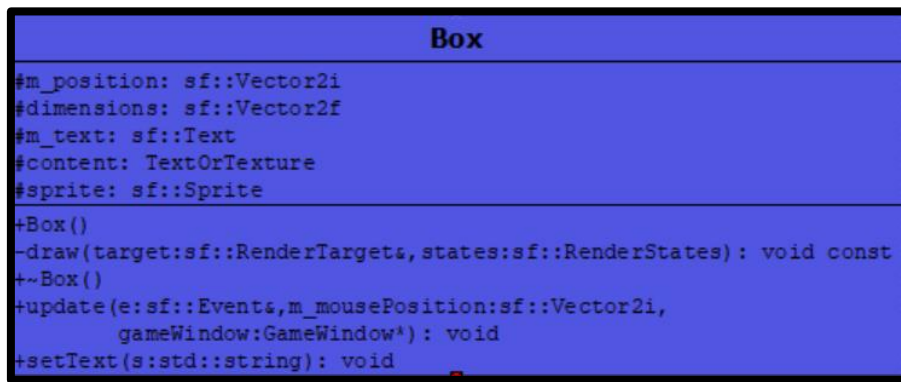 Box
#m_position: sf::Vector2i
#dimensions: sf::Vector2f
#m_text: sf::Text
#content: TextOrTexture
#sprite: sf::Sprite
+Box()
-draw(target:sf::RenderTarget&,states:sf::RenderStates): void const
+~Box()
+update(e:sf::Event&,m_mousePosition:sf::Vector2i,
gameWindow:GameWindow*): void
+setText(s:std::string): void